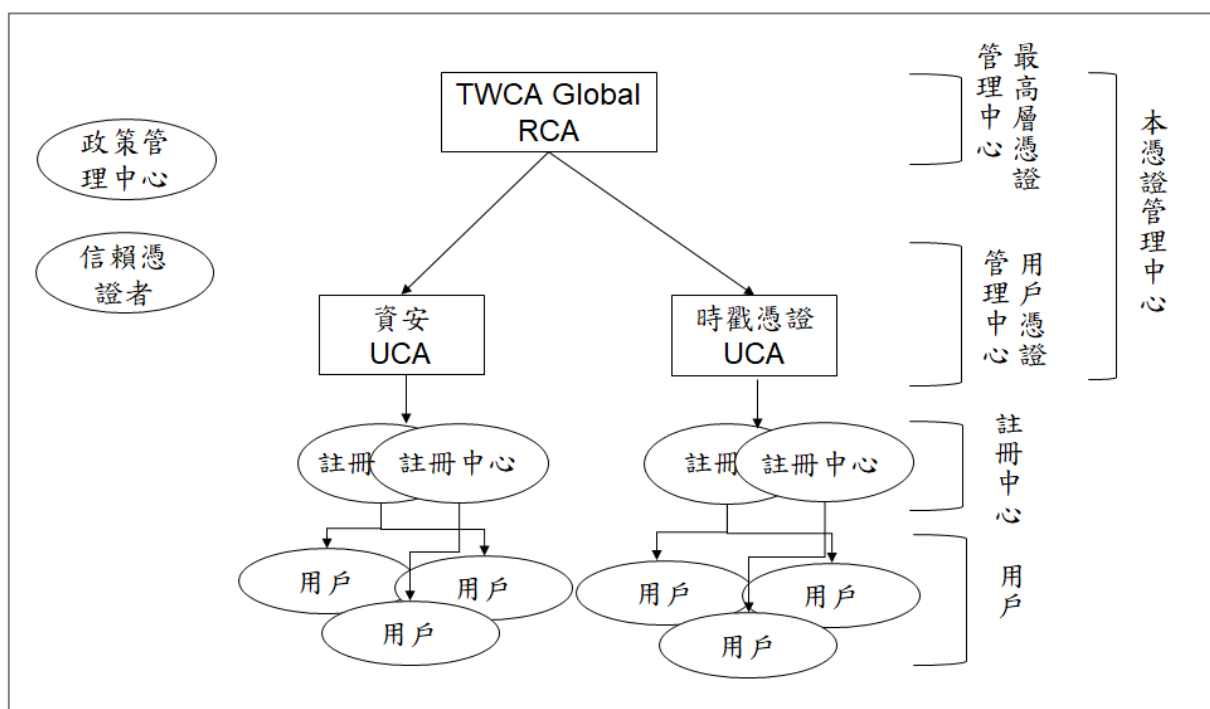 TWCA Global
RCA
政策管
理中心
信賴憑
證者
資安
UCA
時戳憑證
UCA
註冊
註冊中心
註冊
註冊中心
用戶
用戶
用戶
用戶
用戶
用戶
最高層憑證
管理中心
用戶憑證
管理中心
本憑證管理中心
註冊中心
用戶